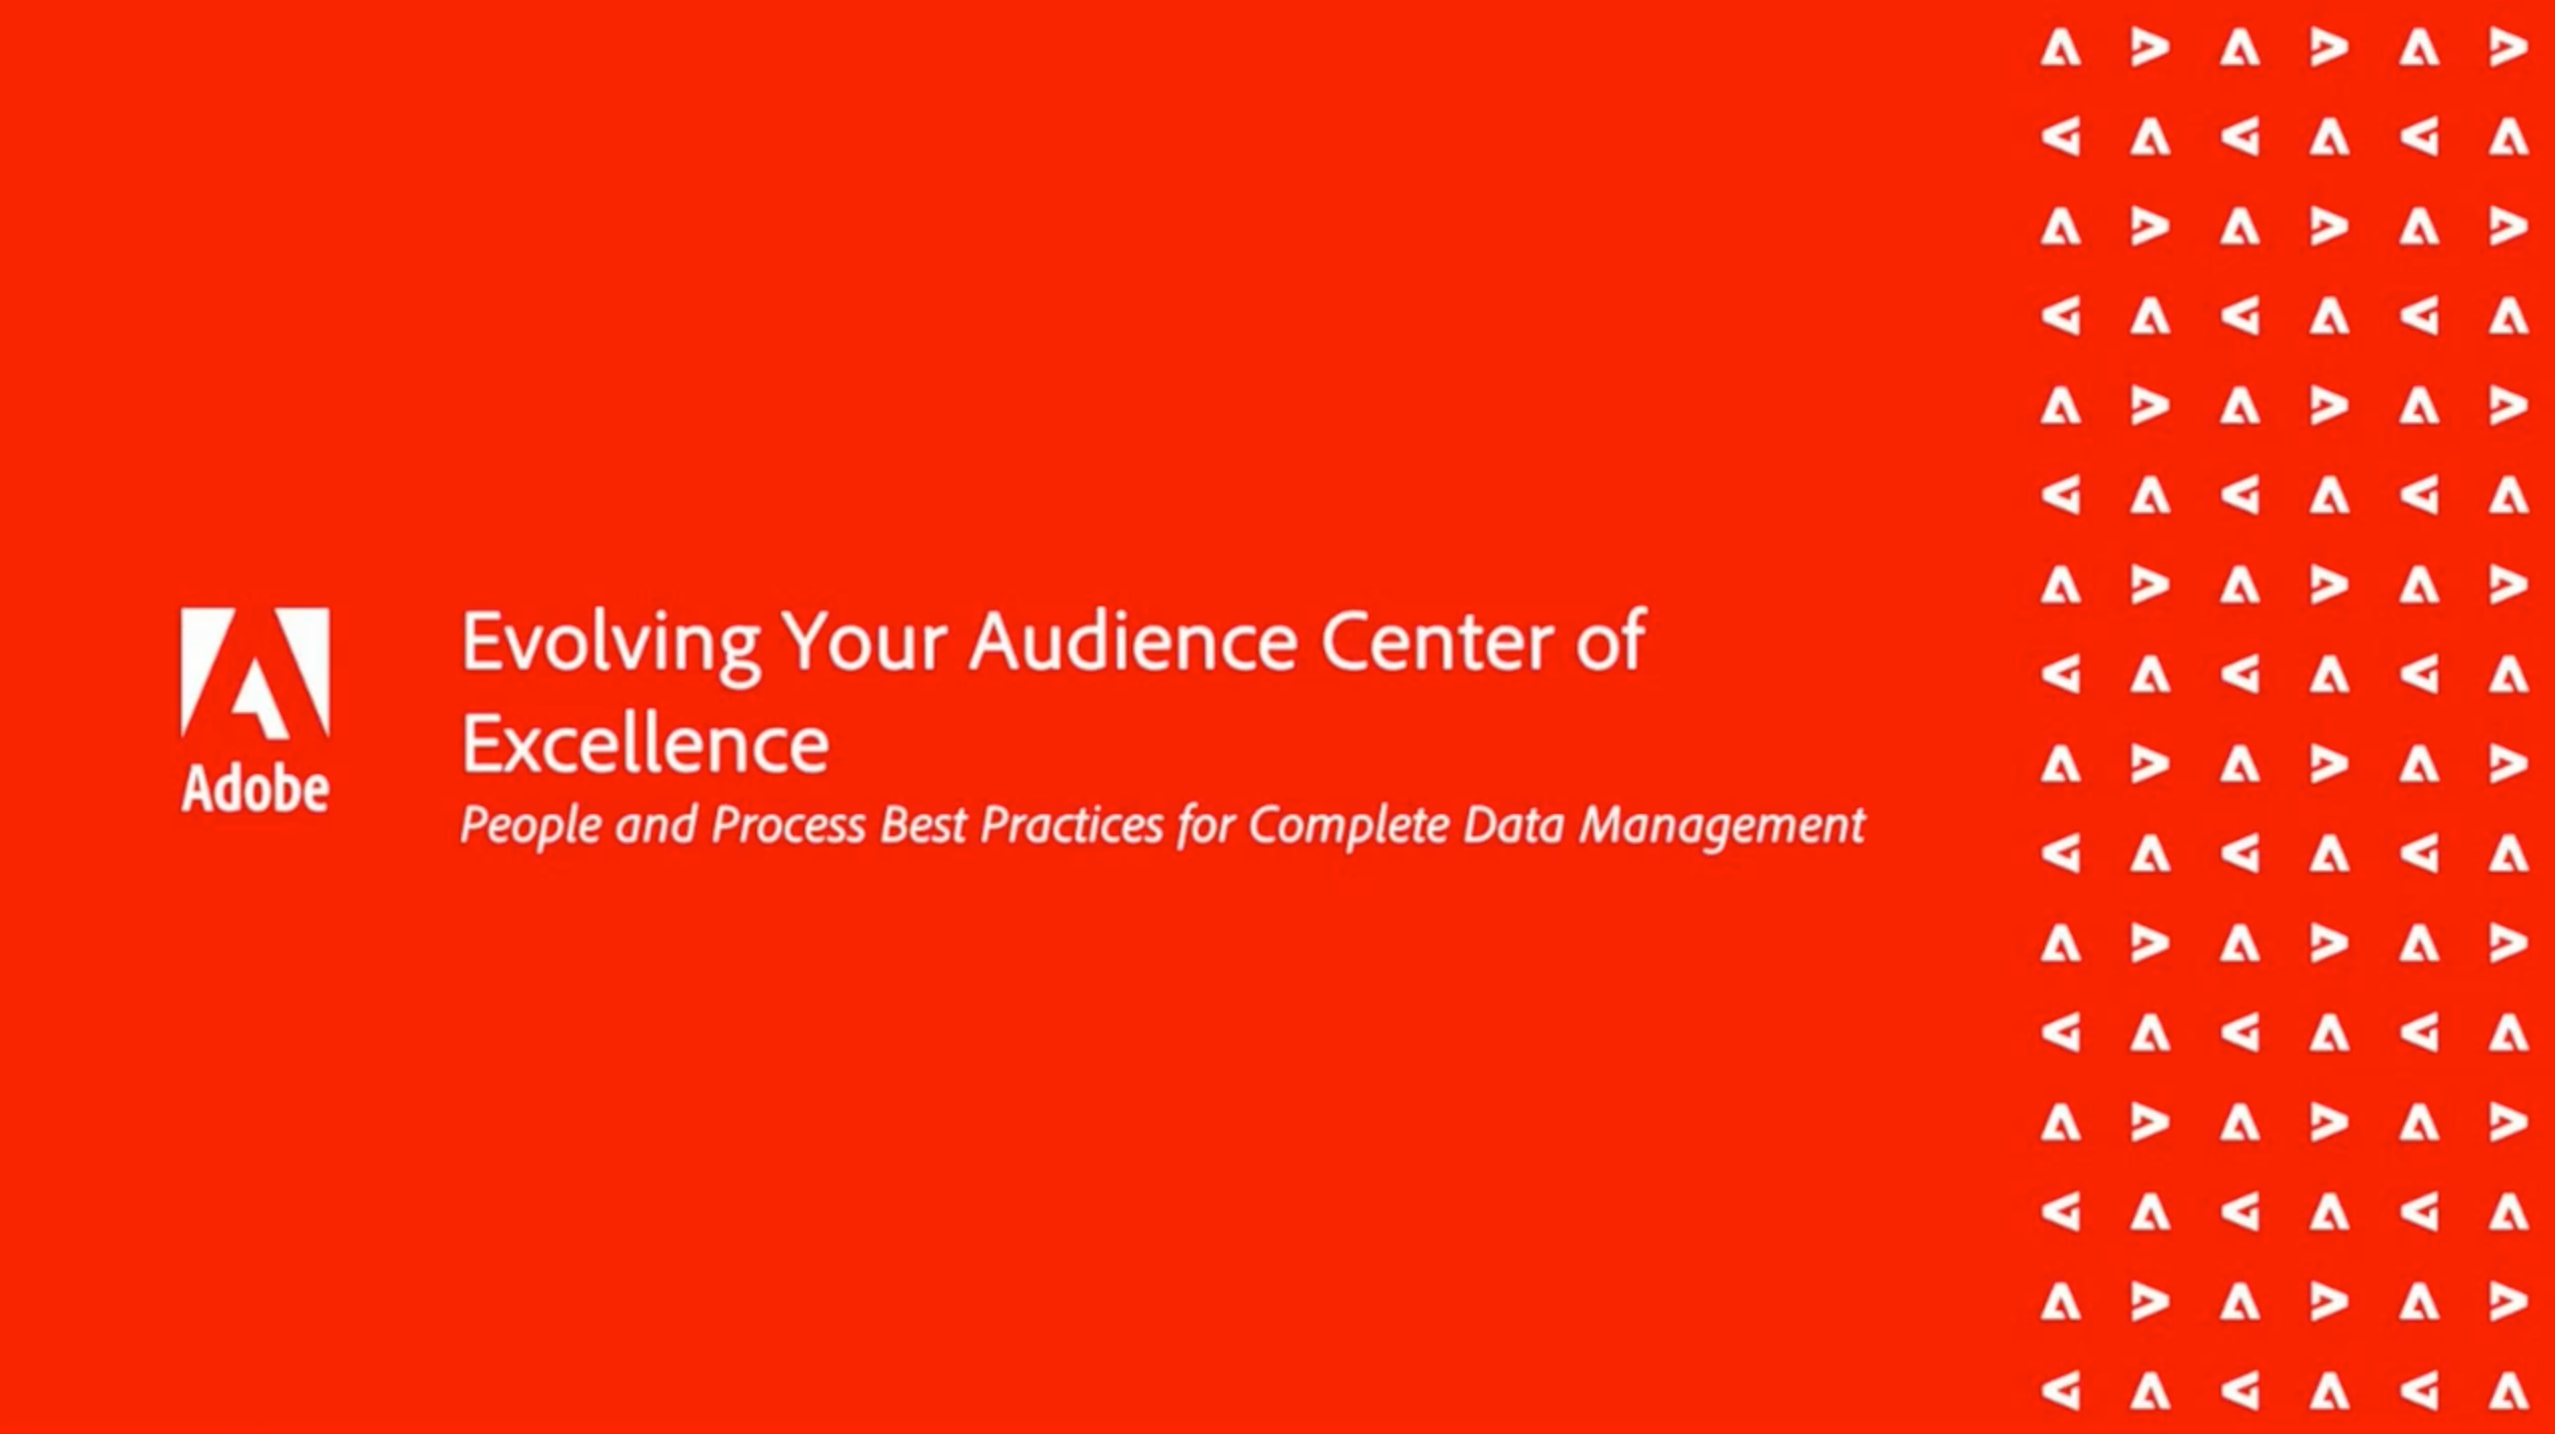 Adobe
Evolving Your Audience Center of
Excellence
People and Process Best Practices for Complete Data Management